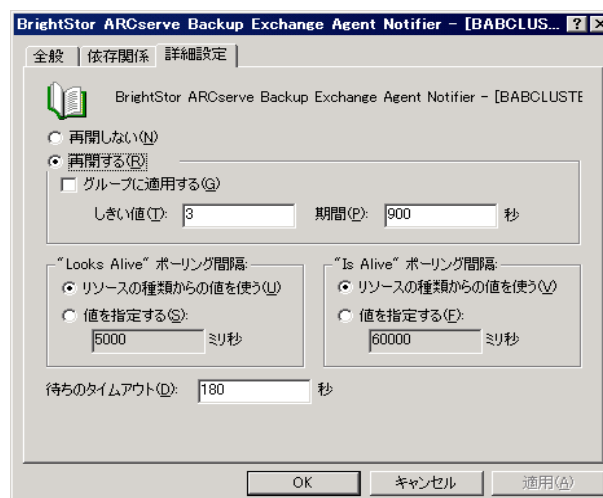 BrightStor ARCserve Backup Exchange Agent Notifier - [BABCLUS...
全般 依存関係 詳細設定
BrightStor ARCserve Backup Exchange Agent Notifier - [BABCLUSTE
再開しない(N)
再開する(R)
グループに適用する(G)
しきい値(T): 3 期間(P): 900 秒
"Looks Alive" ポーリング間隔:
リソースの種類からの値を使う(U)
値を指定する(S):
5000 ミリ秒
"Is Alive" ポーリング間隔:
リソースの種類からの値を使う(V)
値を指定する(F):
60000 ミリ秒
待ちのタイムアウト(D): 180 秒
OK キャンセル 適用(A)